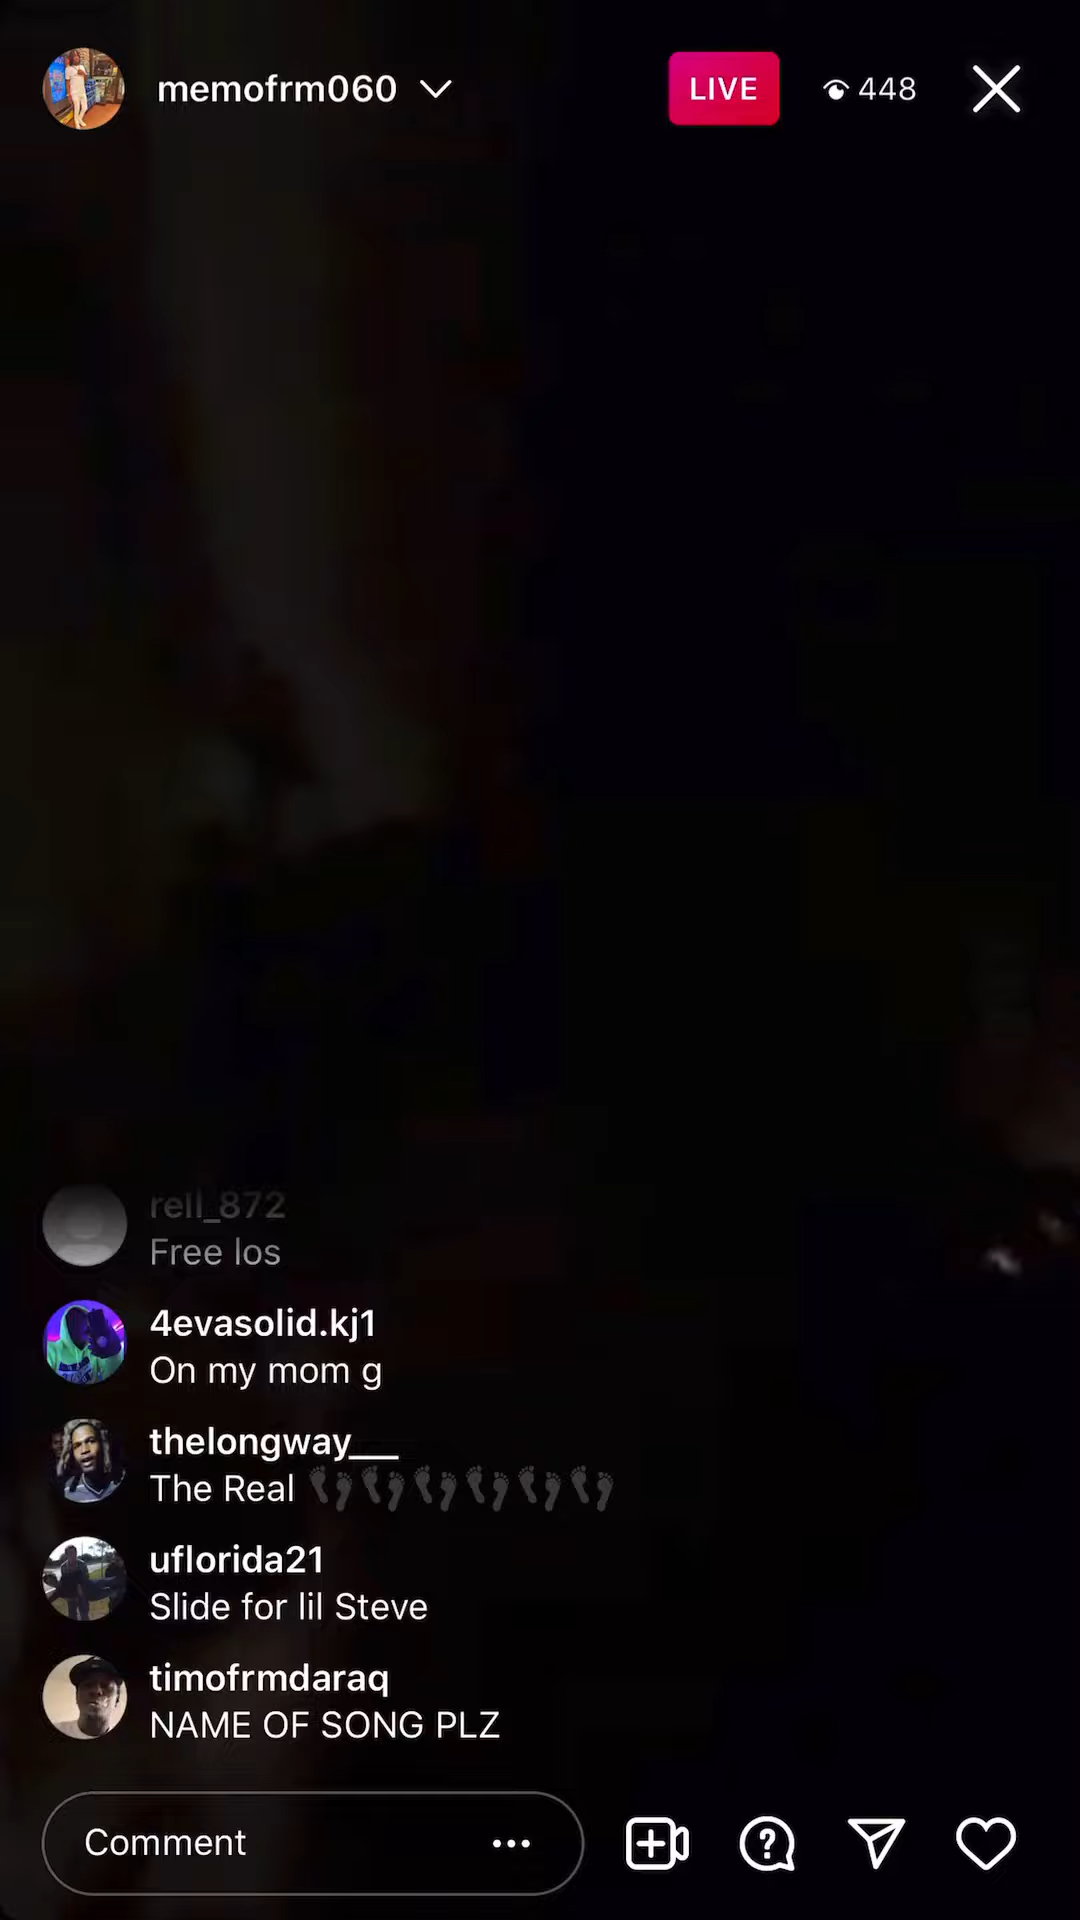 memofrm060
LIVE
448
rell_872
Free los
4evasolid.kj1
On my mom g
thelongway___
The Real 👣👣👣👣👣👣
uflorida21
Slide for lil Steve
timofrmdaraq
NAME OF SONG PLZ
Comment